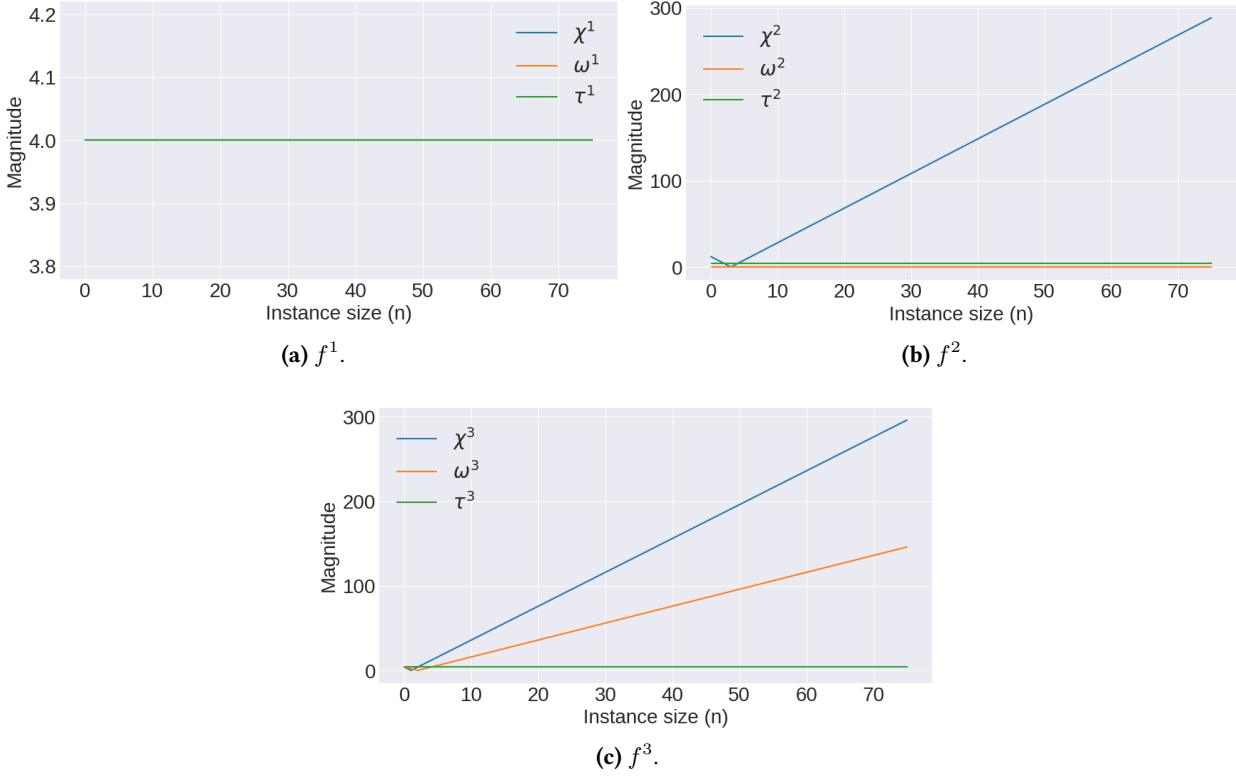 4.2
4.1
4.0
3.9
3.8
Magnitude
χ¹
ω¹
τ¹
0 10 20 30 40 50 60 70
Instance size (n)
(a) f¹.
300
200
100
0
Magnitude
χ²
ω²
τ²
0 10 20 30 40 50 60 70
Instance size (n)
(b) f².
300
200
100
0
Magnitude
χ³
ω³
τ³
0 10 20 30 40 50 60 70
Instance size (n)
(c) f³.